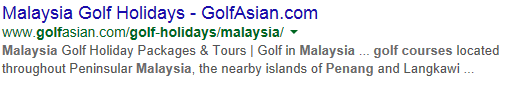 Malaysia Golf Holidays - GolfAsian.com
www.golfasian.com/golf-holidays/malaysia/
Malaysia Golf Holiday Packages & Tours | Golf in Malaysia ... golf courses located
throughout Peninsular Malaysia, the nearby islands of Penang and Langkawi ...